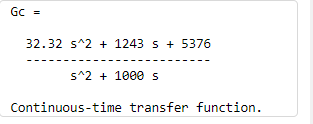 Gc =
32.32 s^2 + 1243 s + 5376
-------------------------
s^2 + 1000 s
Continuous-time transfer function.